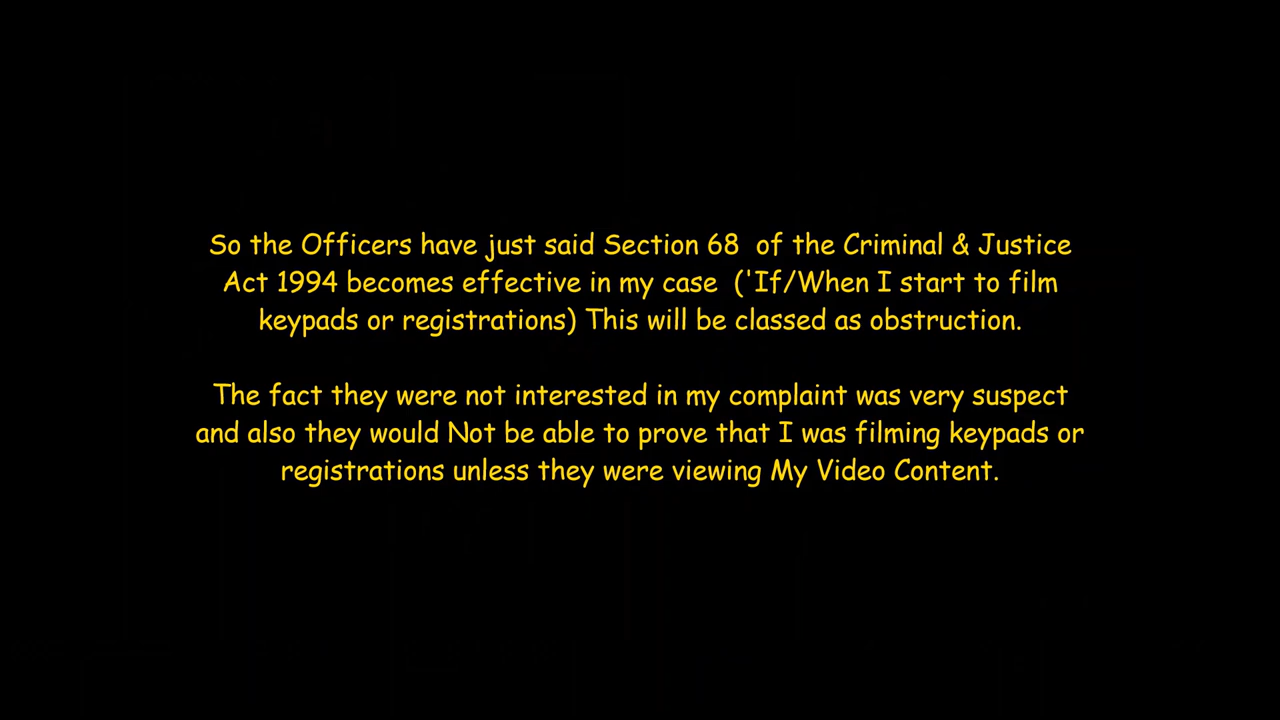 So the Officers have just said Section 68  of the Criminal & Justice
Act 1994 becomes effective in my case  ('If/When I start to film
keypads or registrations) This will be classed as obstruction.
The fact they were not interested in my complaint was very suspect
and also they would Not be able to prove that I was filming keypads or
registrations unless they were viewing My Video Content.